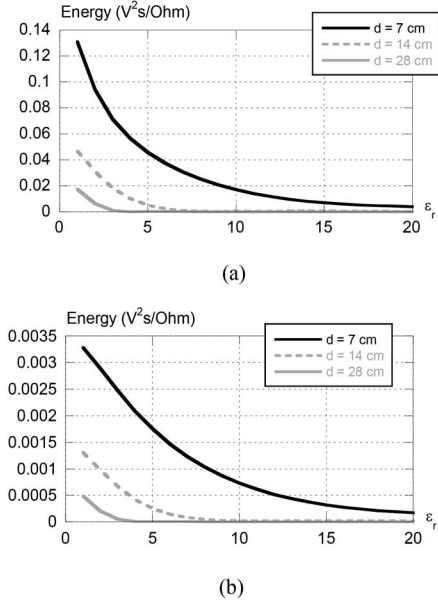 Energy (V²s/Ohm)
d = 7 cm
d = 14 cm
d = 28 cm
0.14
0.12
0.1
0.08
0.06
0.04
0.02
0
0 5 10 15 20
εr
(a)
Energy (V²s/Ohm)
d = 7 cm
d = 14 cm
d = 28 cm
0.0035
0.003
0.0025
0.002
0.0015
0.001
0.0005
0
0 5 10 15 20
εr
(b)